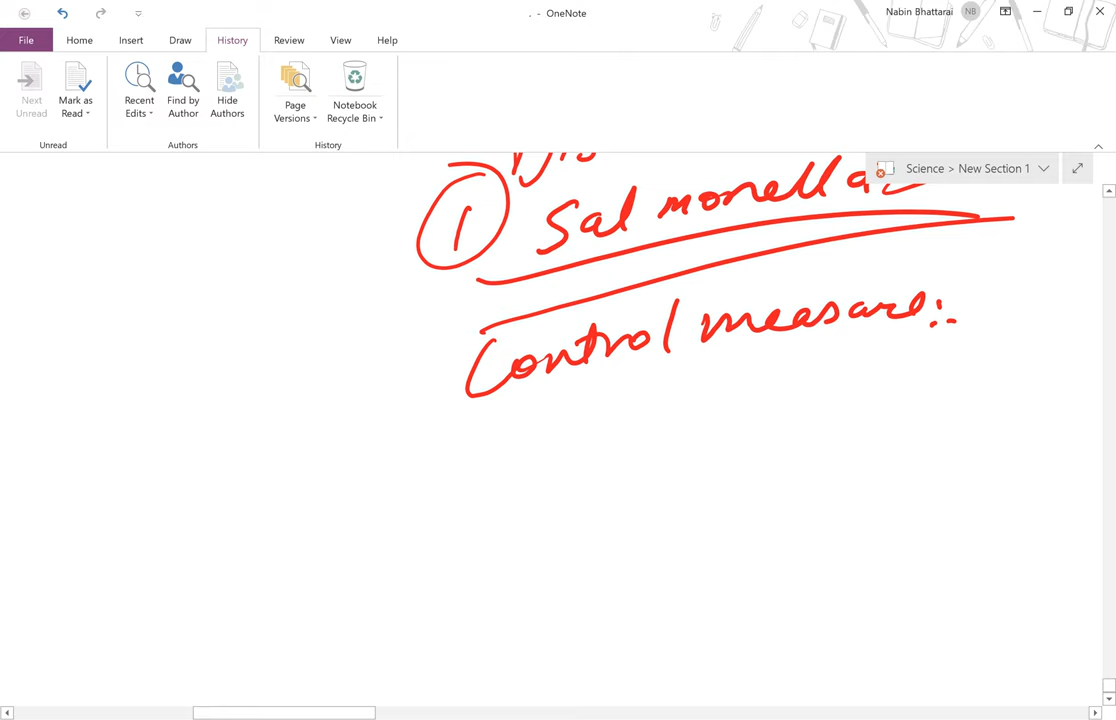 . - OneNote
Nabin Bhattarai NB
File Home Insert Draw History Review View Help
Next Unread
Mark as Read
Recent Edits
Find by Author
Hide Authors
Page Versions
Notebook Recycle Bin
Unread Authors History
Science > New Section 1
1
Control measure:-